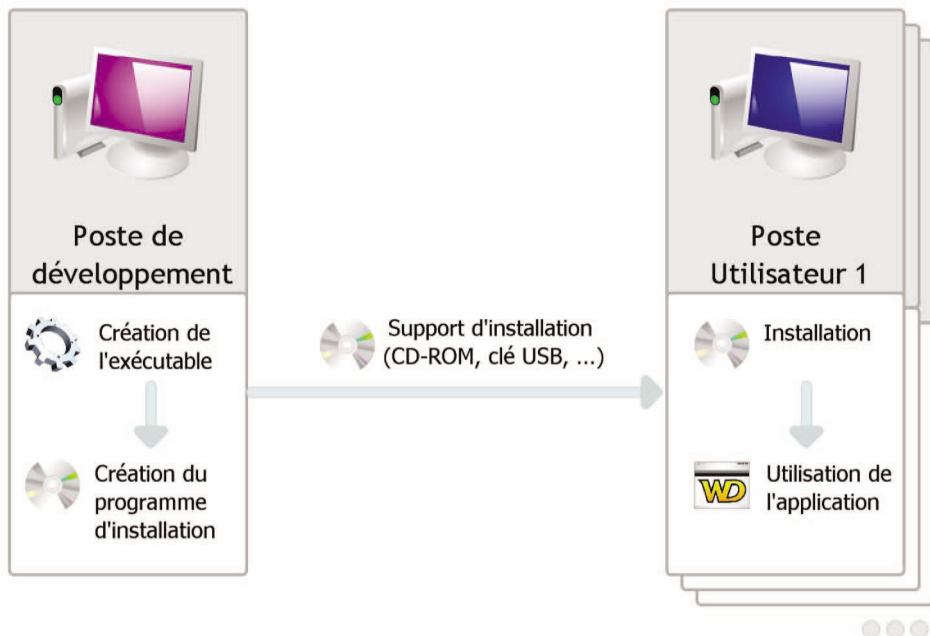 Poste de
développement
Création de
l'exécutable
Création du
programme
d'installation
Support d'installation
(CD-ROM, clé USB, ...)
Poste
Utilisateur 1
Installation
WD
Utilisation de
l'application